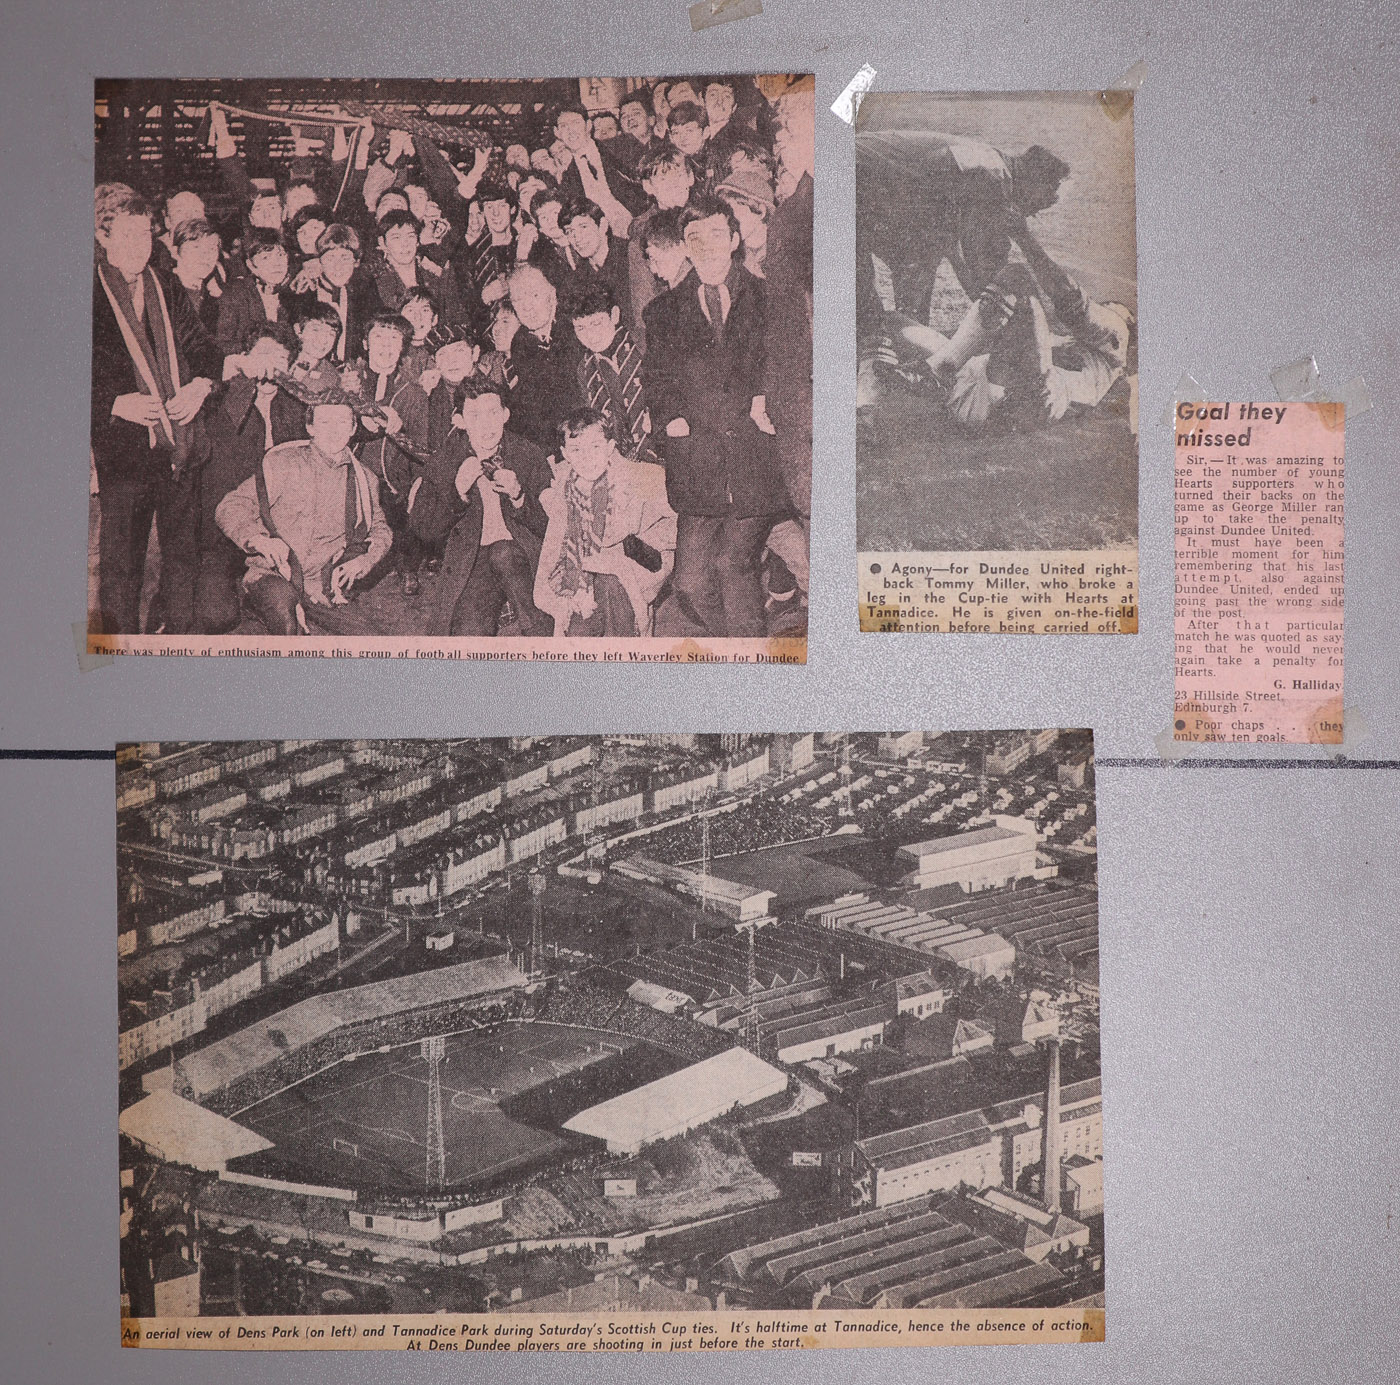 There was plenty of enthusiasm among this group of football supporters before they left Waverley Station for Dundee
● Agony—for Dundee United right-
back Tommy Miller, who broke a
leg in the Cup-tie with Hearts at
Tannadice. He is given on-the-field
attention before being carried off.
Goal they
missed
Sir,—It was amazing to
see the number of young
Hearts supporters who
turned their backs on the
game as George Miller ran
up to take the penalty
against Dundee United.
It must have been a
terrible moment for him
remembering that his last
attempt, also against
Dundee United, ended up
going past the wrong side
of the post.
After that particular
match he was quoted as say-
ing that he would never
again take a penalty for
Hearts.
G. Halliday
23 Hillside Street,
Edinburgh 7.
● Poor chaps . they
only saw ten goals.
An aerial view of Dens Park (on left) and Tannadice Park during Saturday's Scottish Cup ties. It's halftime at Tannadice, hence the absence of action.
At Dens Dundee players are shooting in just before the start.